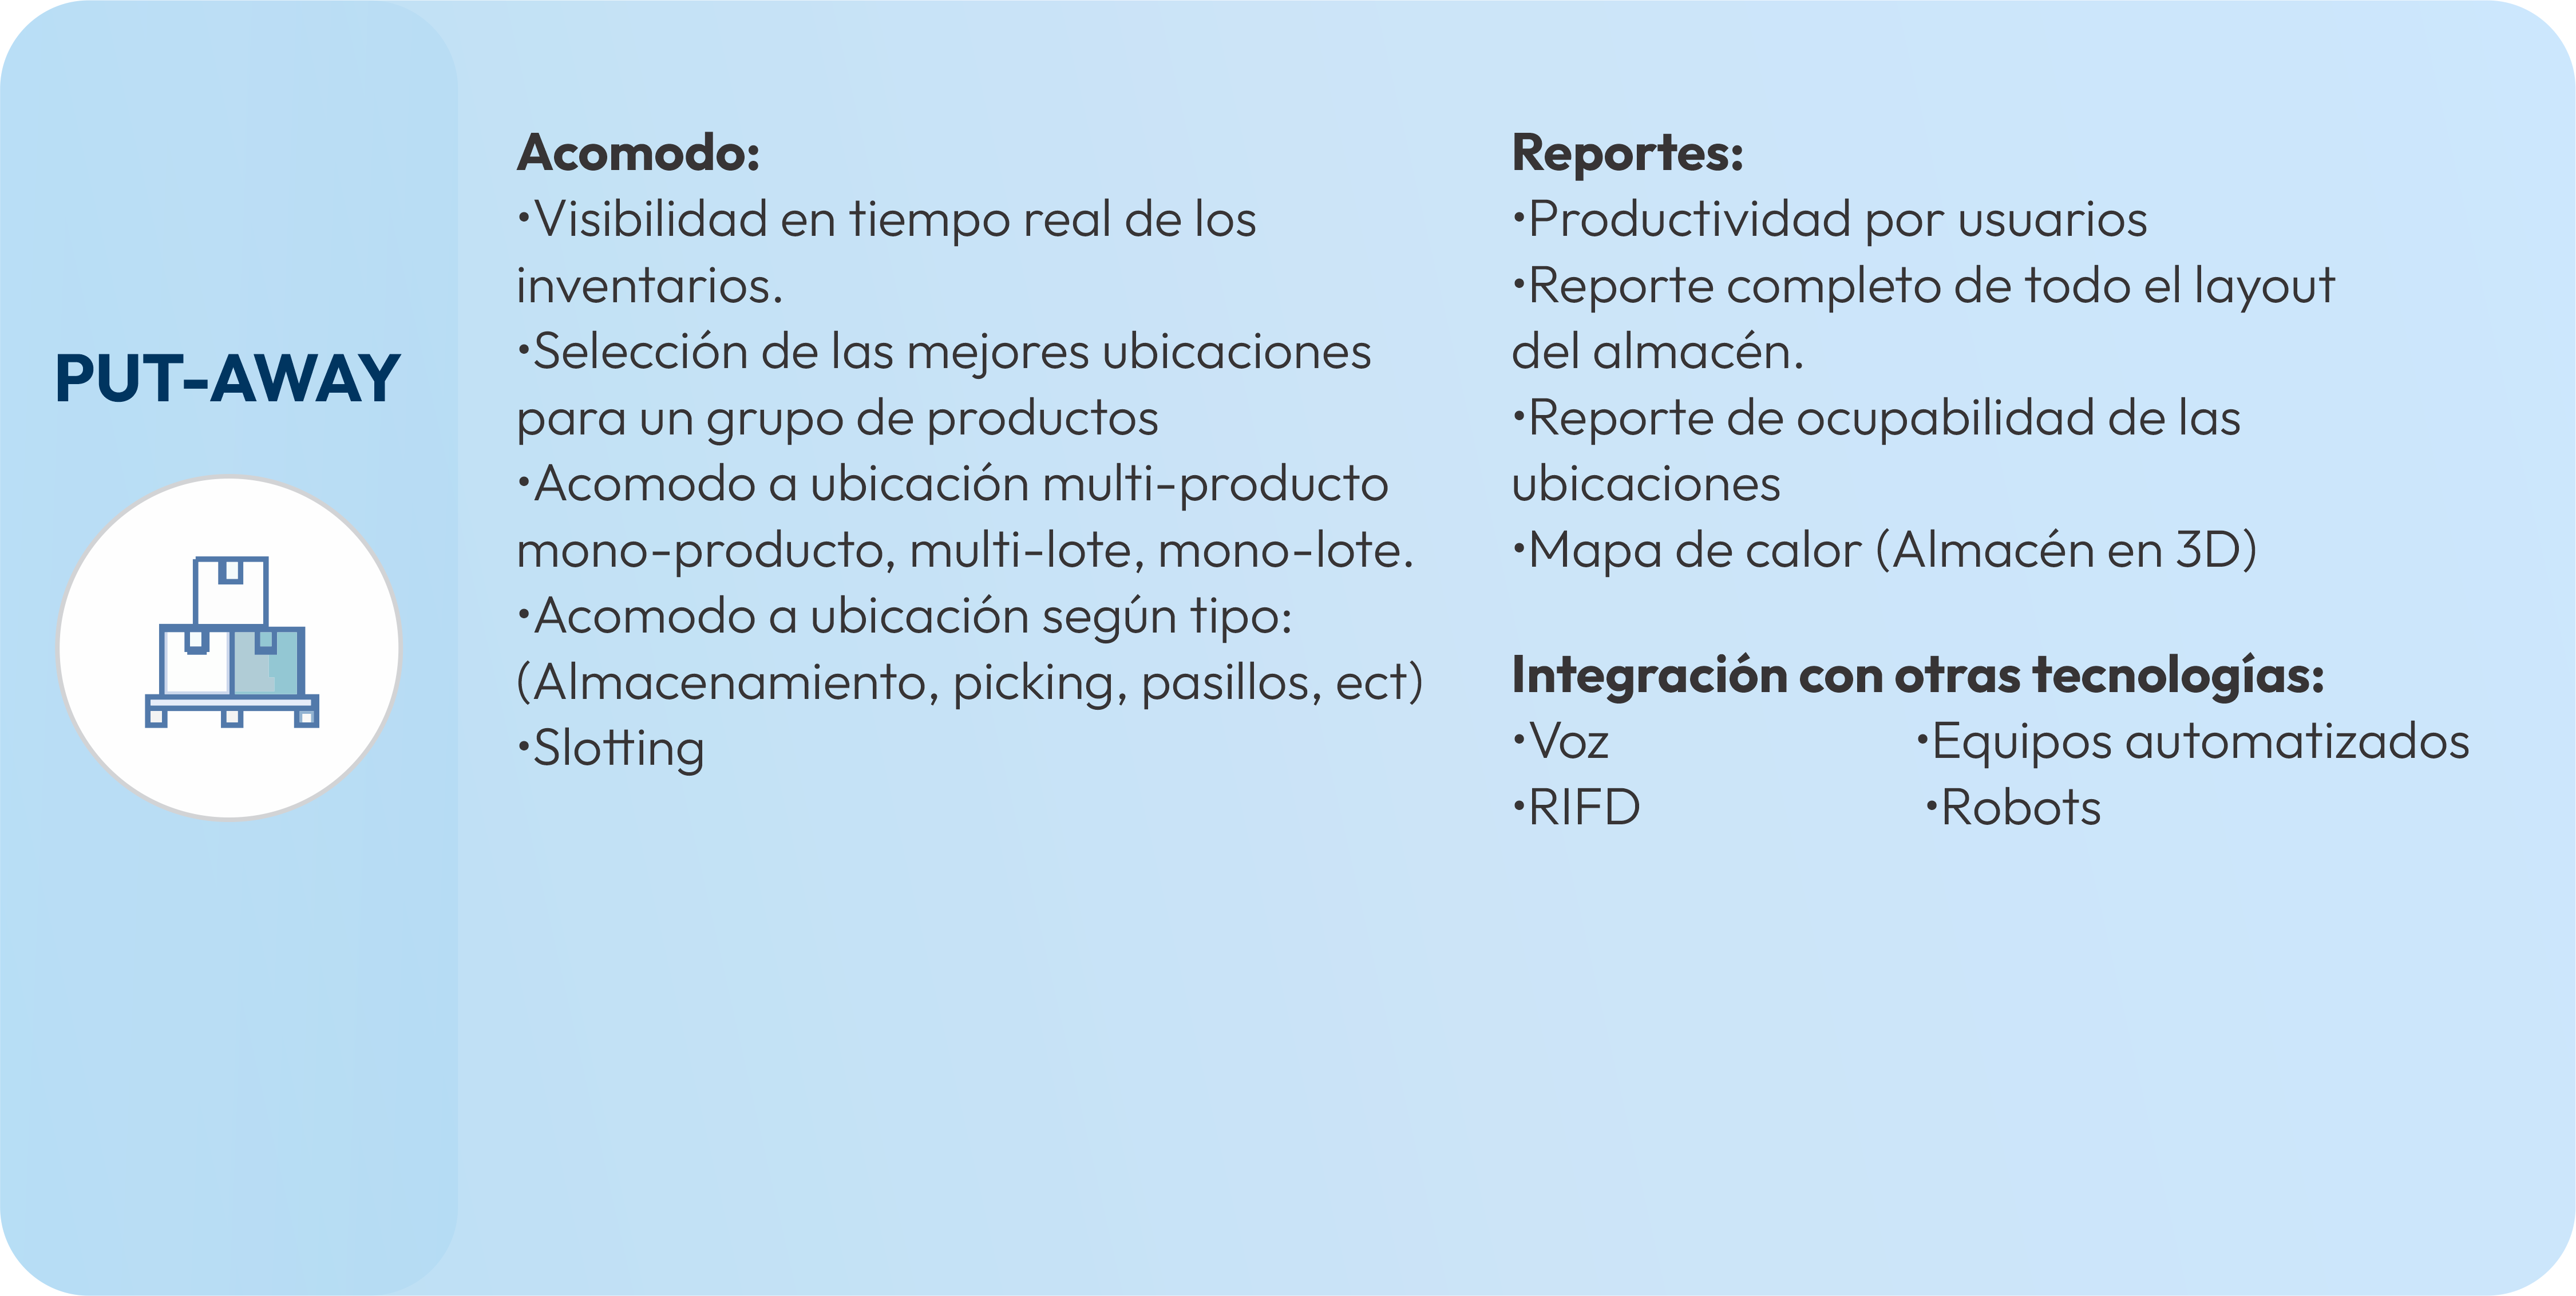 PUT-AWAY
Acomodo:
•Visibilidad en tiempo real de los
inventarios.
•Selección de las mejores ubicaciones
para un grupo de productos
•Acomodo a ubicación multi-producto
mono-producto, multi-lote, mono-lote.
•Acomodo a ubicación según tipo:
(Almacenamiento, picking, pasillos, ect)
•Slotting
Reportes:
•Productividad por usuarios
•Reporte completo de todo el layout
del almacén.
•Reporte de ocupabilidad de las
ubicaciones
•Mapa de calor (Almacén en 3D)
Integración con otras tecnologías:
•Voz •Equipos automatizados
•RIFD •Robots